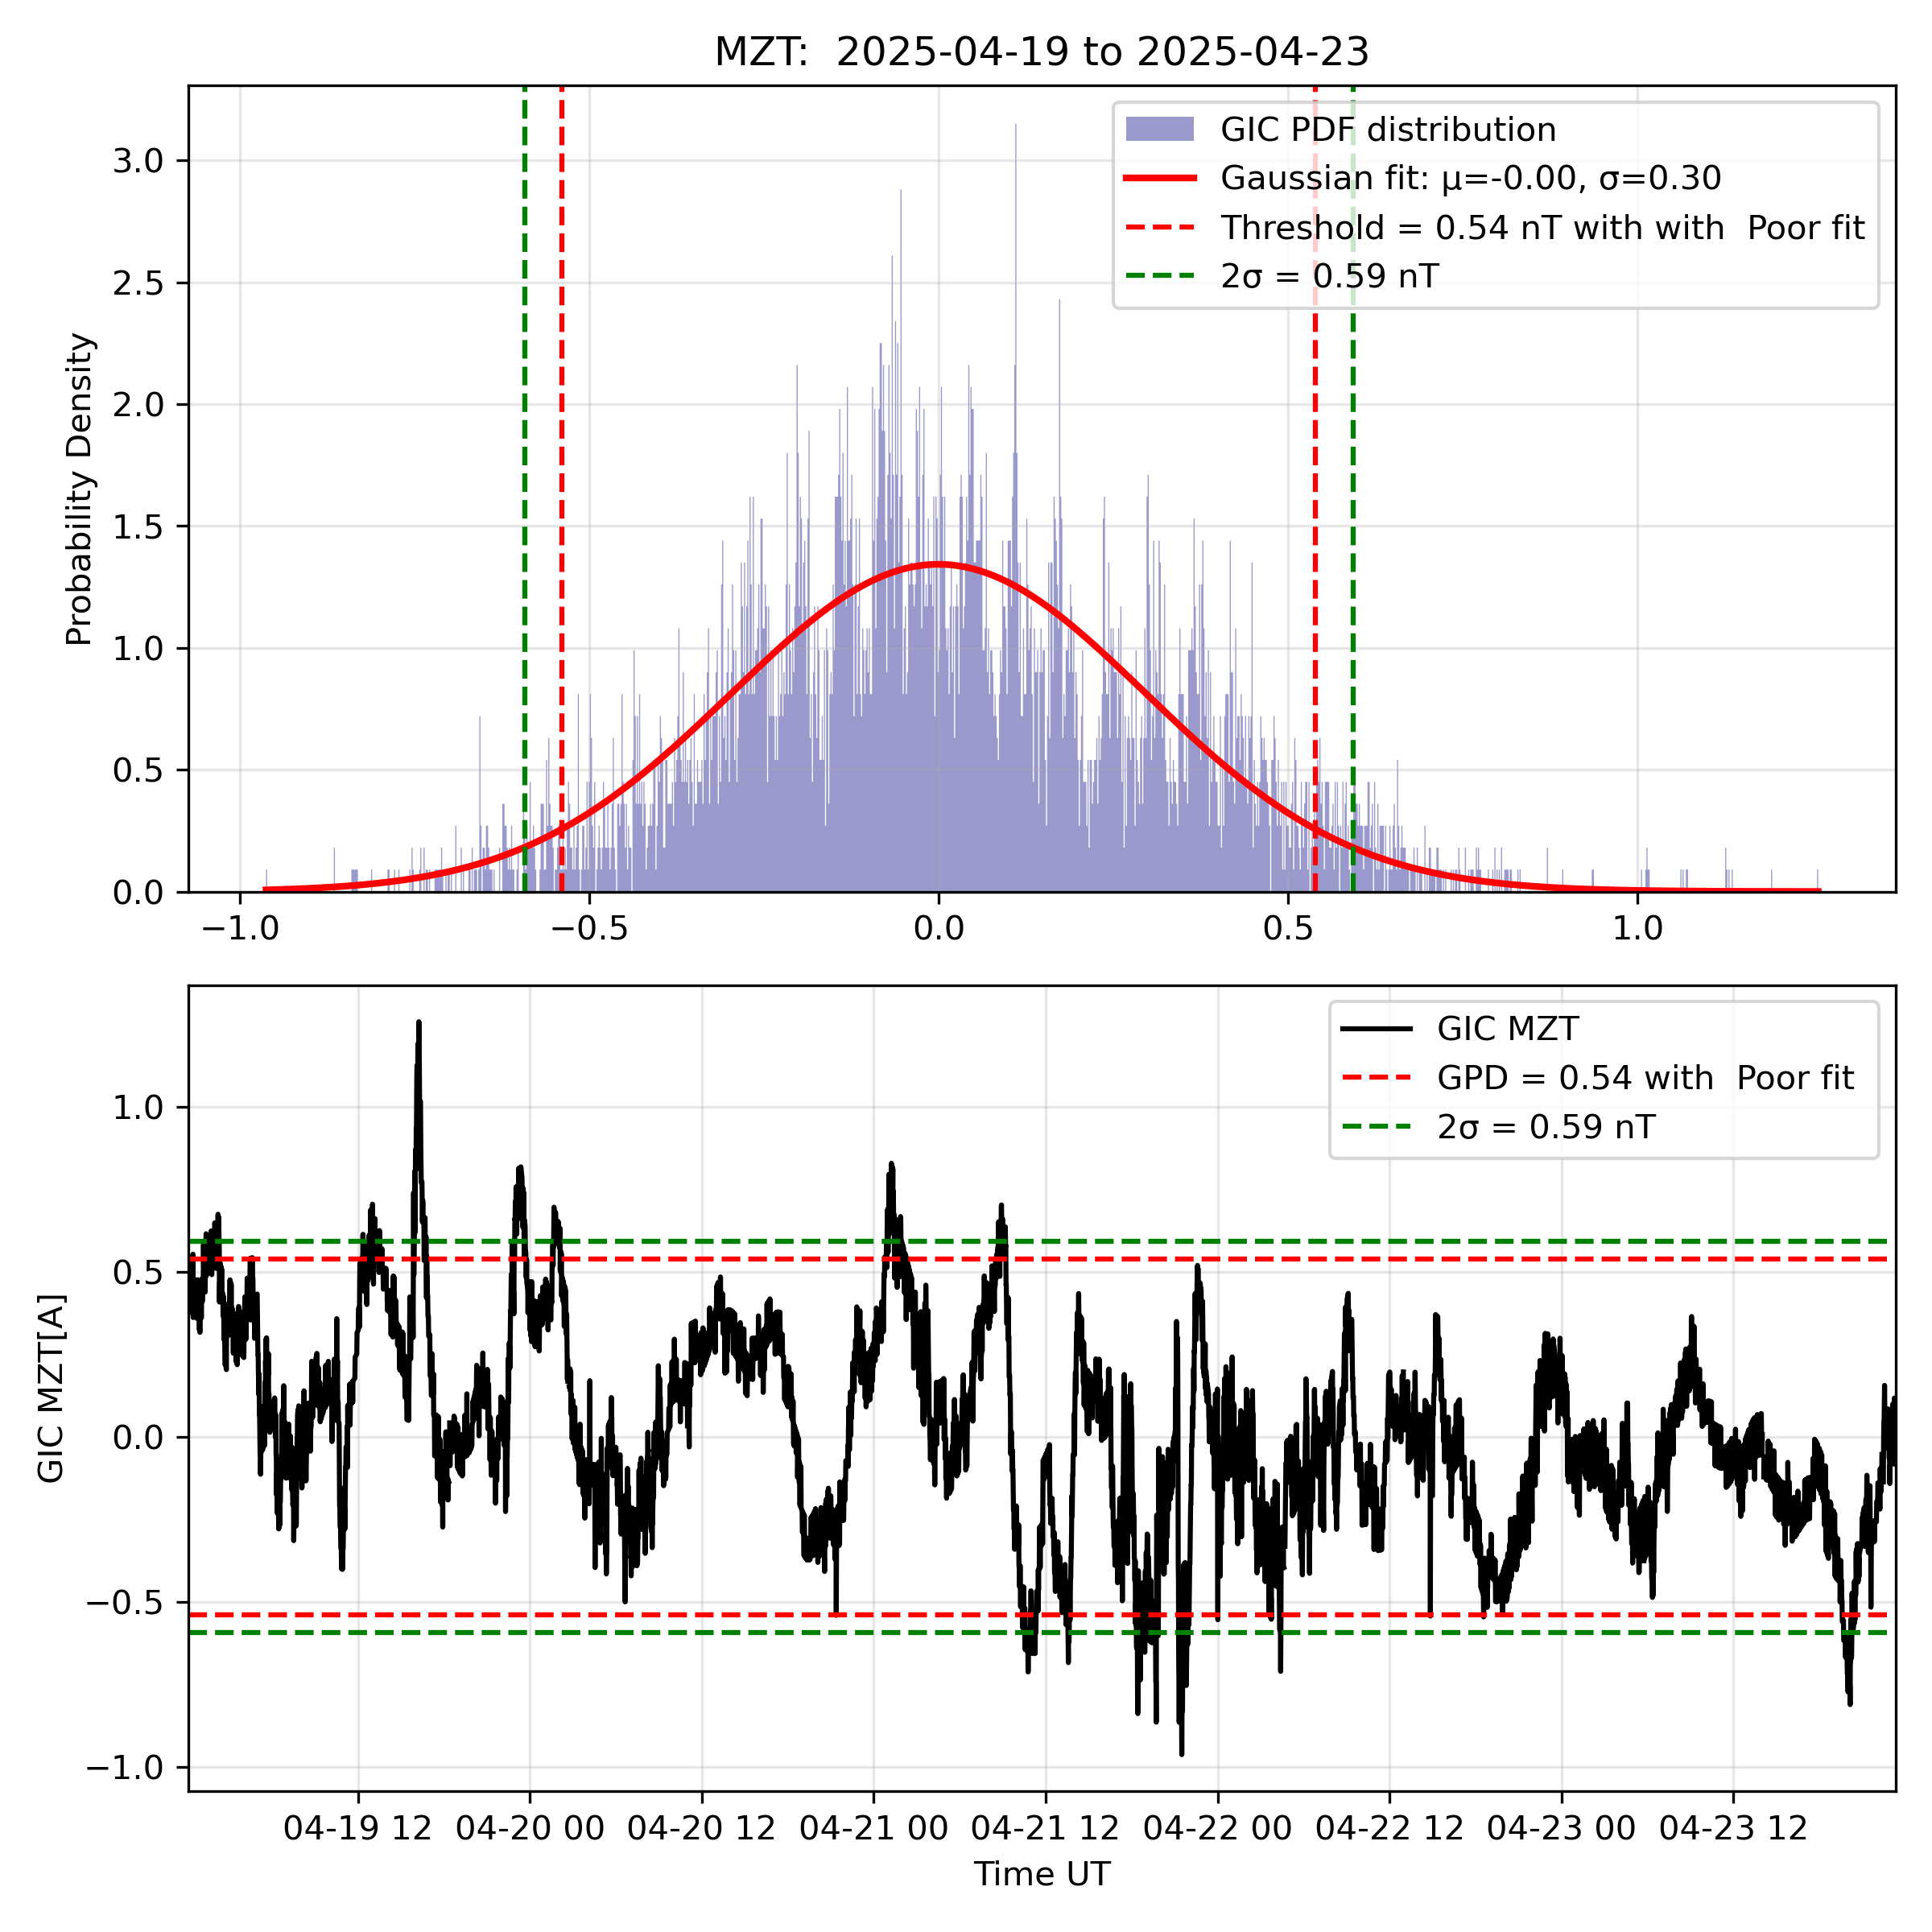 MZT:  2025-04-19 to 2025-04-23
Probability Density
3.0
2.5
2.0
1.5
1.0
0.5
0.0
GIC PDF distribution
Gaussian fit: μ=-0.00, σ=0.30
Threshold = 0.54 nT with with  Poor fit
2σ = 0.59 nT
−1.0 −0.5 0.0 0.5 1.0
GIC MZT[A]
1.0
0.5
0.0
−0.5
−1.0
GIC MZT
GPD = 0.54 with  Poor fit
2σ = 0.59 nT
04-19 12 04-20 00 04-20 12 04-21 00 04-21 12 04-22 00 04-22 12 04-23 00 04-23 12
Time UT